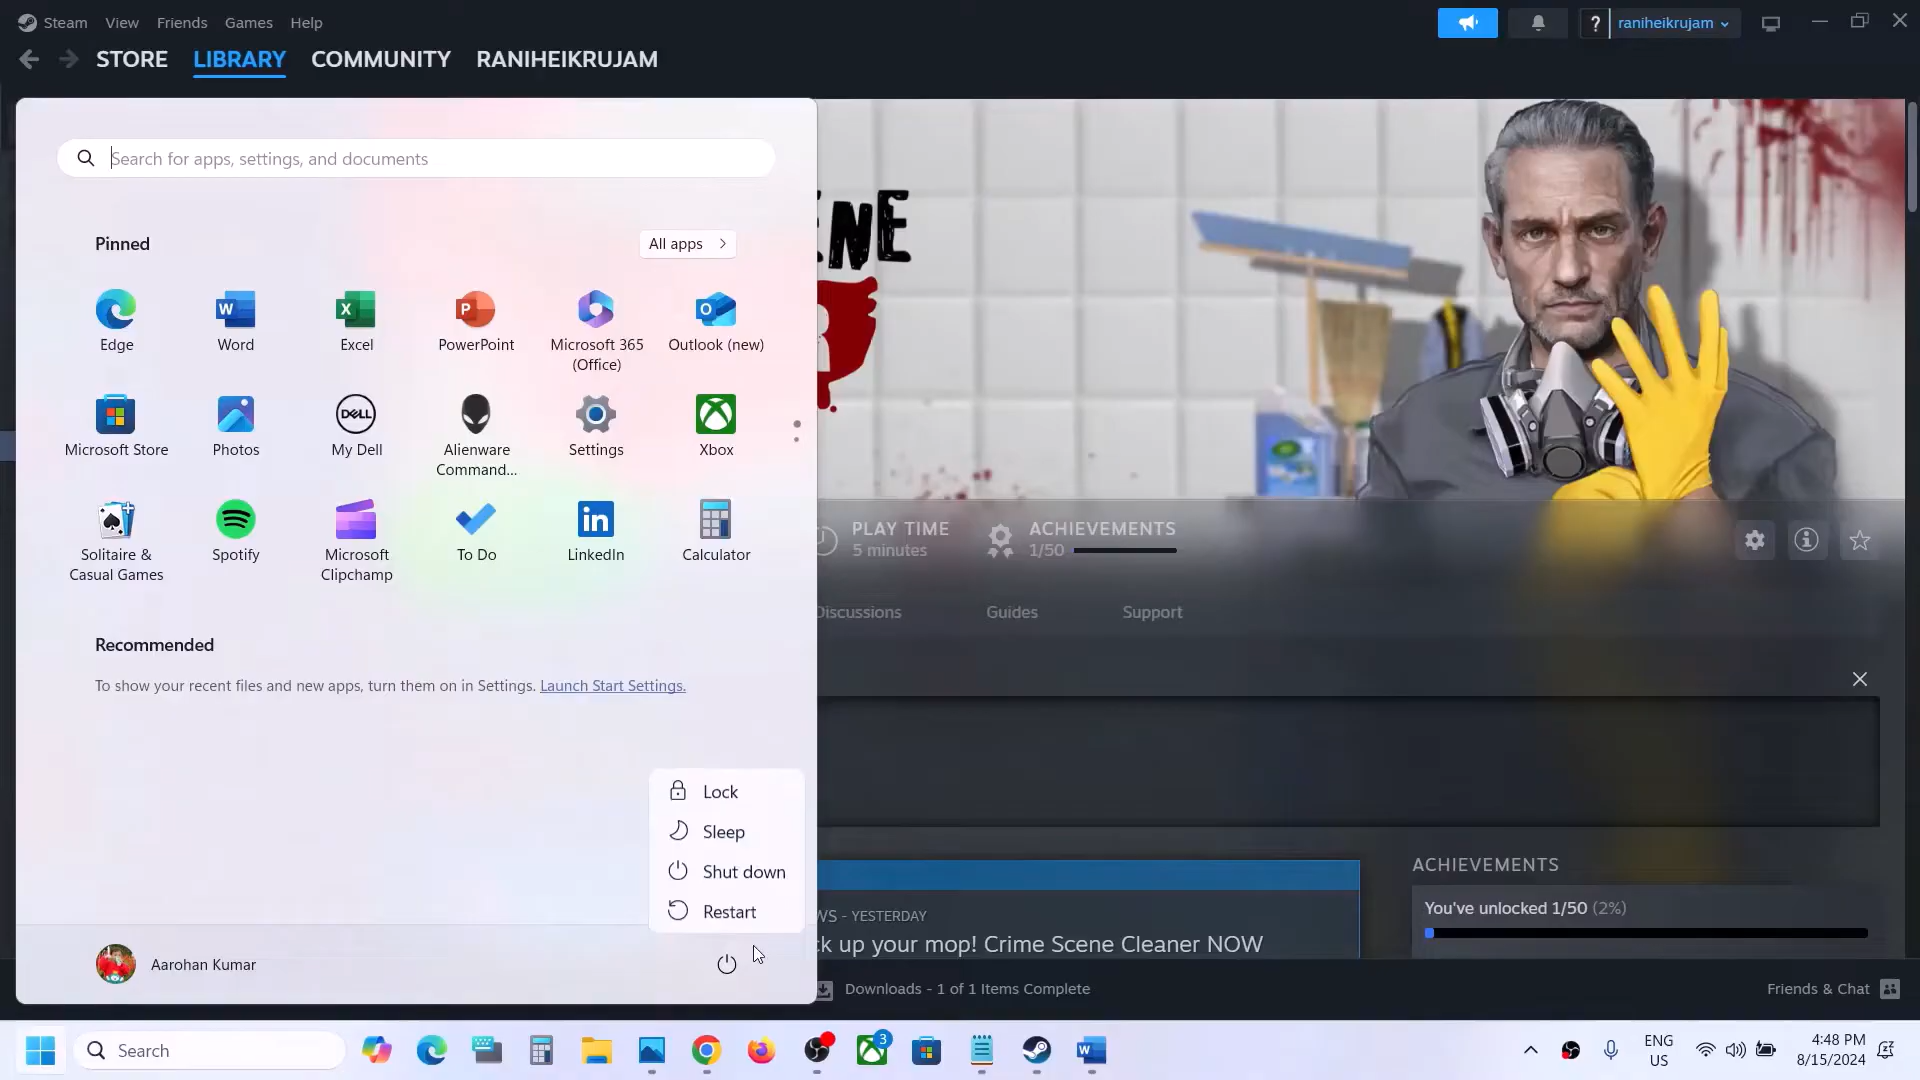 Steam View Friends Games Help
? raniheikrujam
STORE LIBRARY COMMUNITY RANIHEIKRUJAM
Search for apps, settings, and documents
Pinned
All apps
Edge Word Excel PowerPoint Microsoft 365 (Office) Outlook (new)
DELL
Microsoft Store Photos My Dell Alienware Command... Settings Xbox
Solitaire & Casual Games Spotify Microsoft Clipchamp To Do LinkedIn Calculator
Recommended
To show your recent files and new apps, turn them on in Settings. Launch Start Settings.
Lock
Sleep
Shut down
Restart
Aarohan Kumar
ENE
R
PLAY TIME
5 minutes
ACHIEVEMENTS
1/50
Discussions Guides Support
WS - YESTERDAY
ck up your mop! Crime Scene Cleaner NOW
ACHIEVEMENTS
You've unlocked 1/50 (2%)
Downloads - 1 of 1 Items Complete
Friends & Chat
Search
3
ENG
US
4:48 PM
8/15/2024